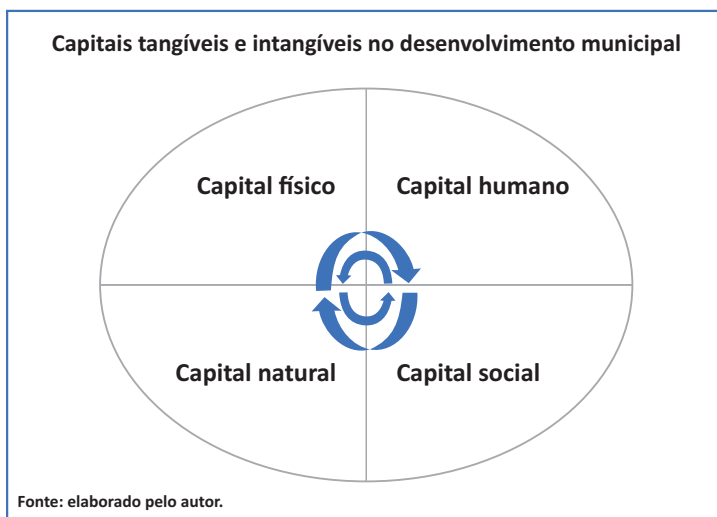 Capitais tangíveis e intangíveis no desenvolvimento municipal
Capital físico
Capital humano
Capital natural
Capital social
Fonte: elaborado pelo autor.